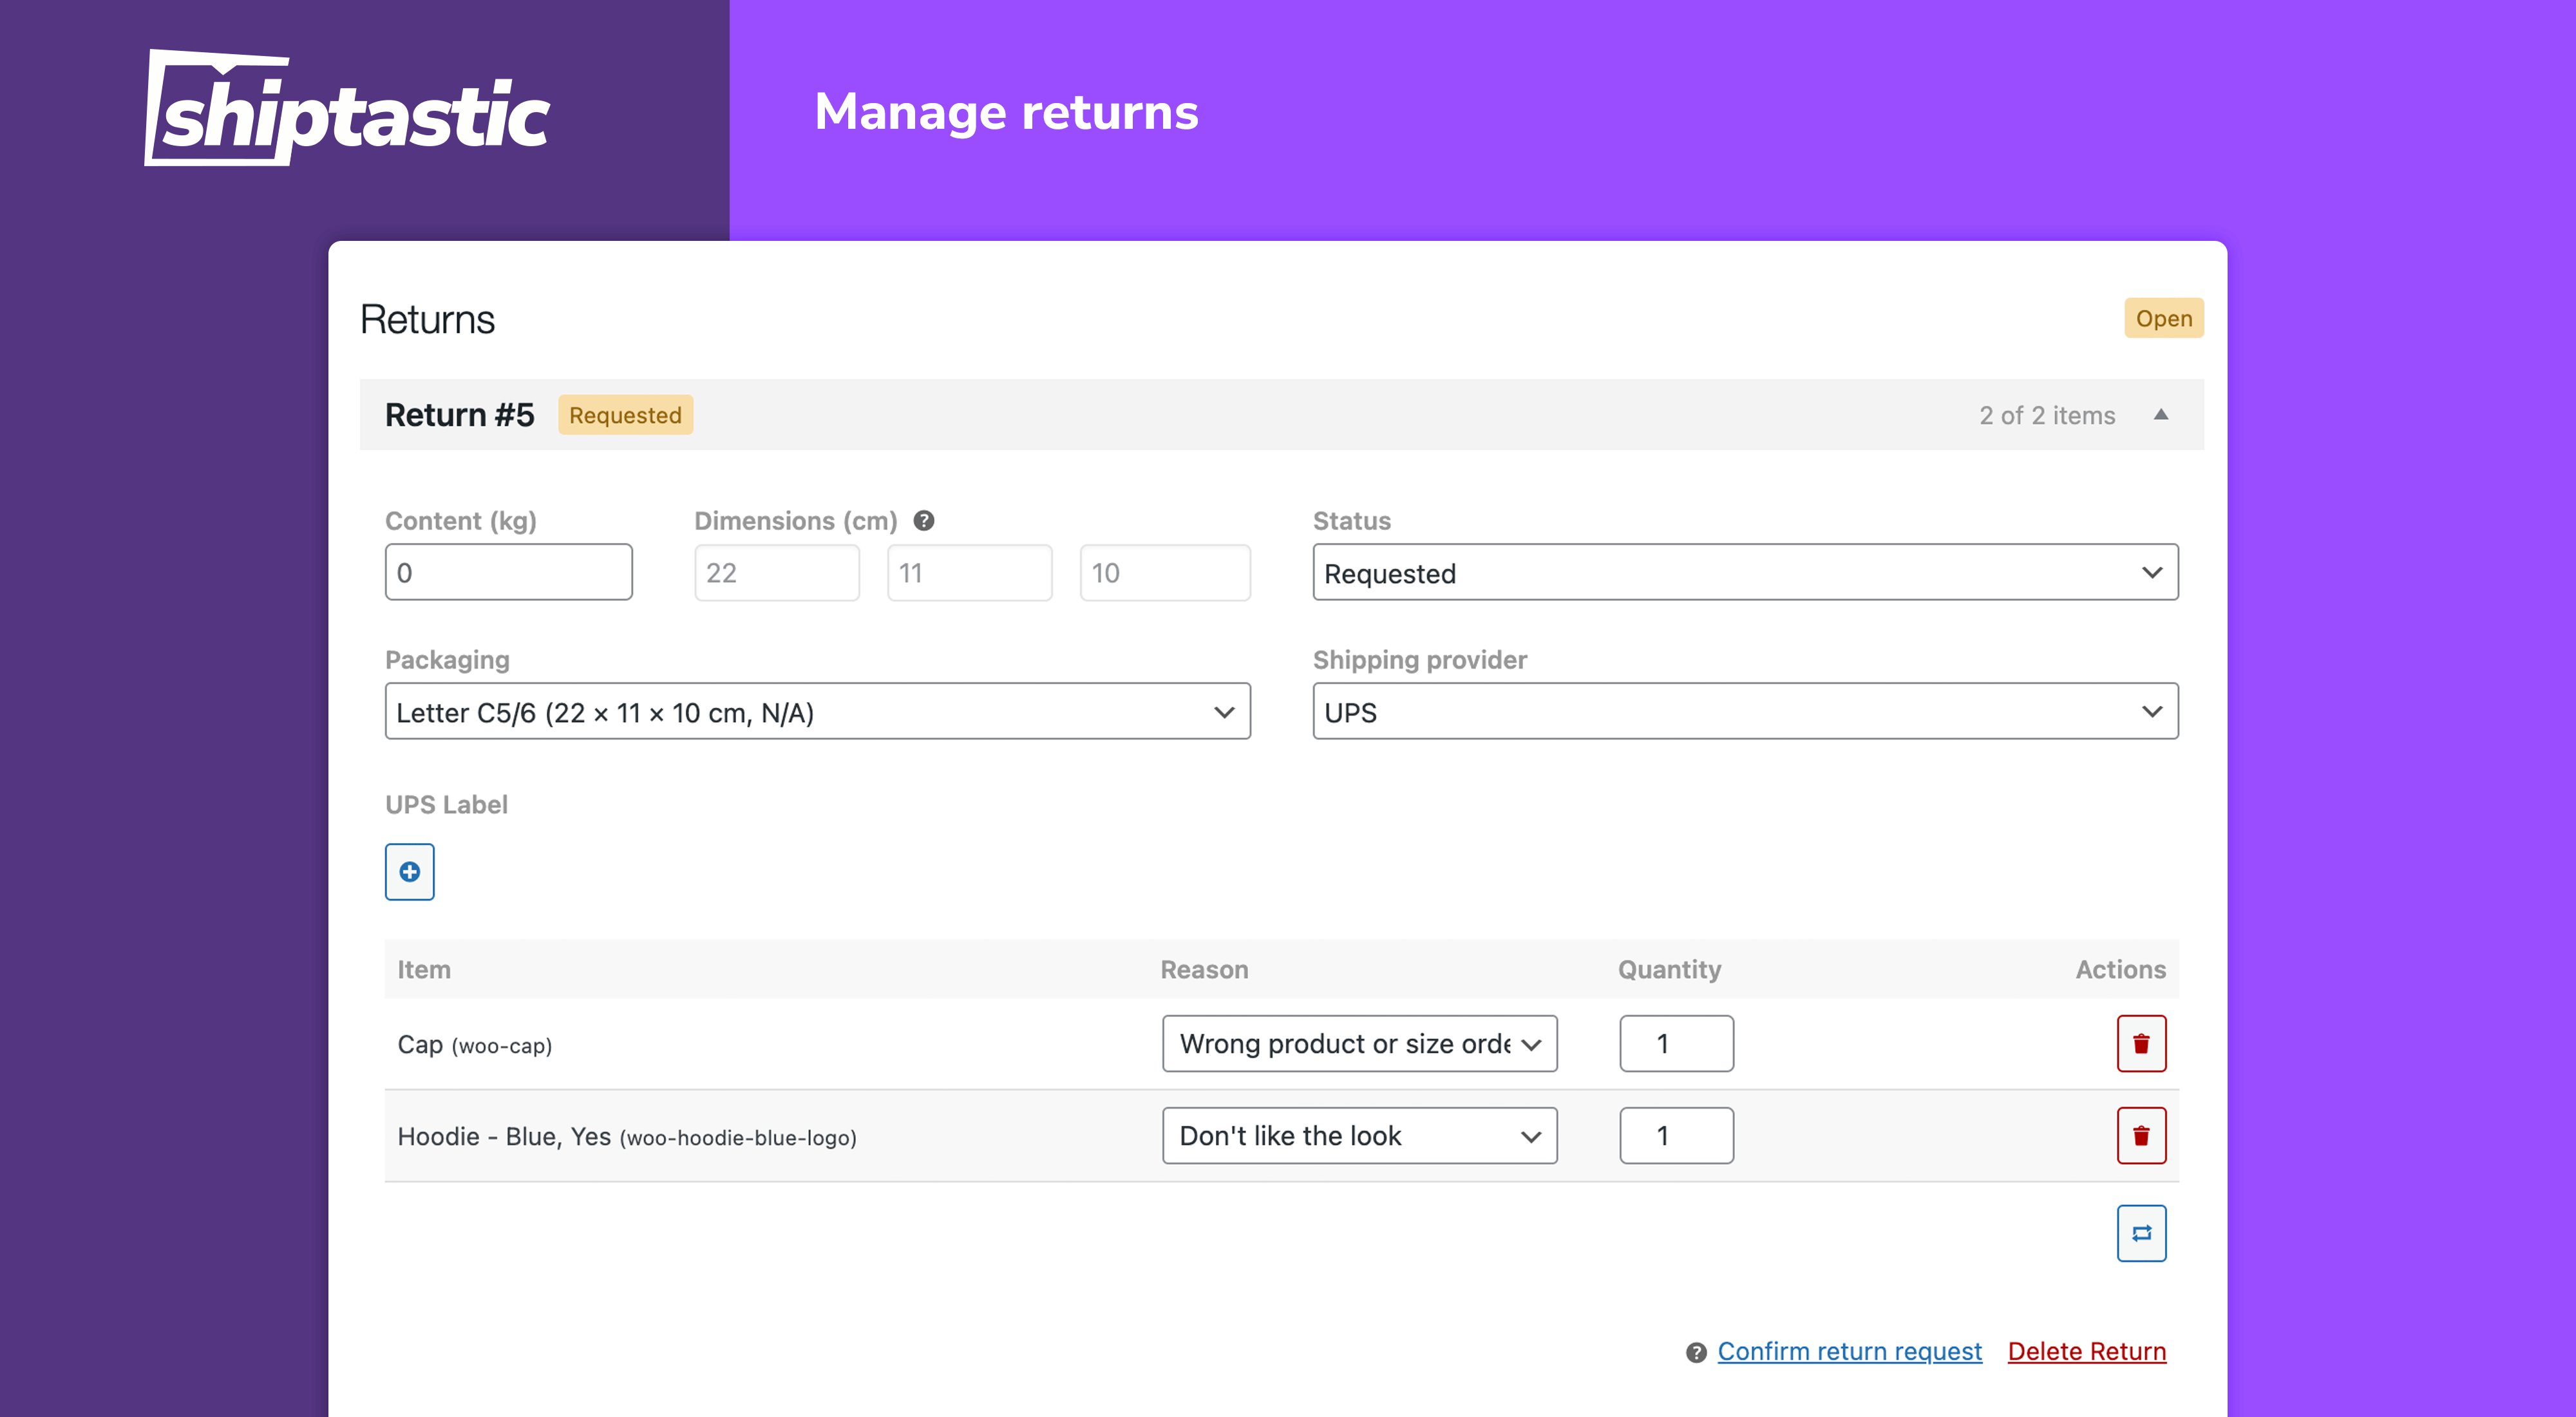 shiptastic
Manage returns
Returns
Open
Return #5 Requested
2 of 2 items
Content (kg)
Dimensions (cm)
Status
0
22
11
10
Requested
Packaging
Shipping provider
Letter C5/6 (22 × 11 × 10 cm, N/A)
UPS
UPS Label
Item Reason Quantity Actions
Cap (woo-cap) Wrong product or size orde 1
Hoodie - Blue, Yes (woo-hoodie-blue-logo) Don't like the look 1
Confirm return request Delete Return